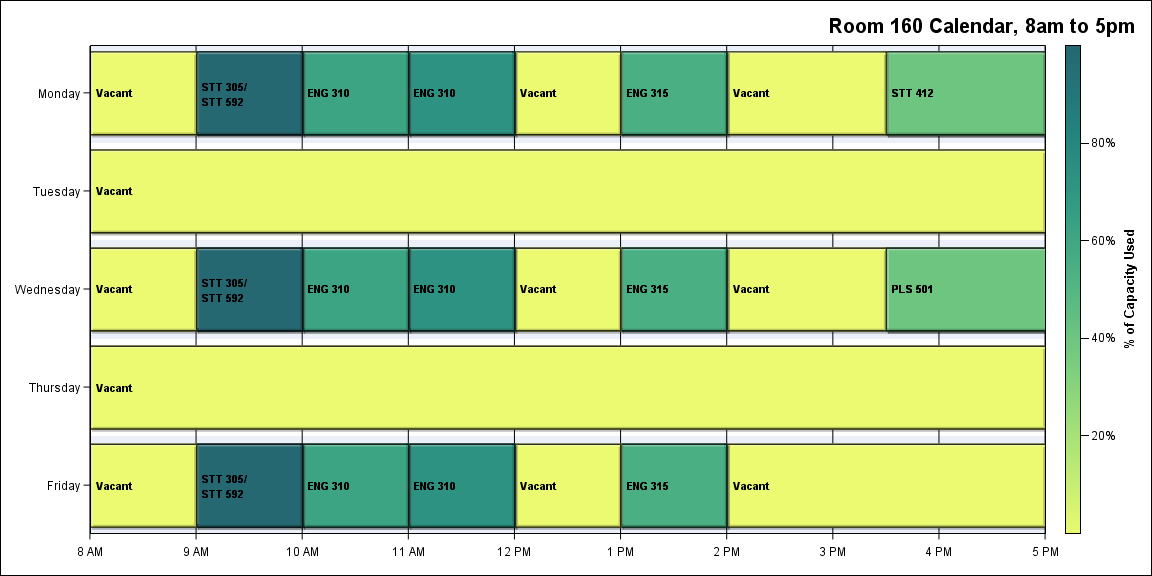 Room 160 Calendar, 8am to 5pm
Monday
Vacant
STT 305/
STT 592
ENG 310
ENG 310
Vacant
ENG 315
Vacant
STT 412
Tuesday
Vacant
Wednesday
Vacant
STT 305/
STT 592
ENG 310
ENG 310
Vacant
ENG 315
Vacant
PLS 501
Thursday
Vacant
Friday
Vacant
STT 305/
STT 592
ENG 310
ENG 310
Vacant
ENG 315
Vacant
8 AM
9 AM
10 AM
11 AM
12 PM
1 PM
2 PM
3 PM
4 PM
5 PM
80%
60%
40%
20%
% of Capacity Used